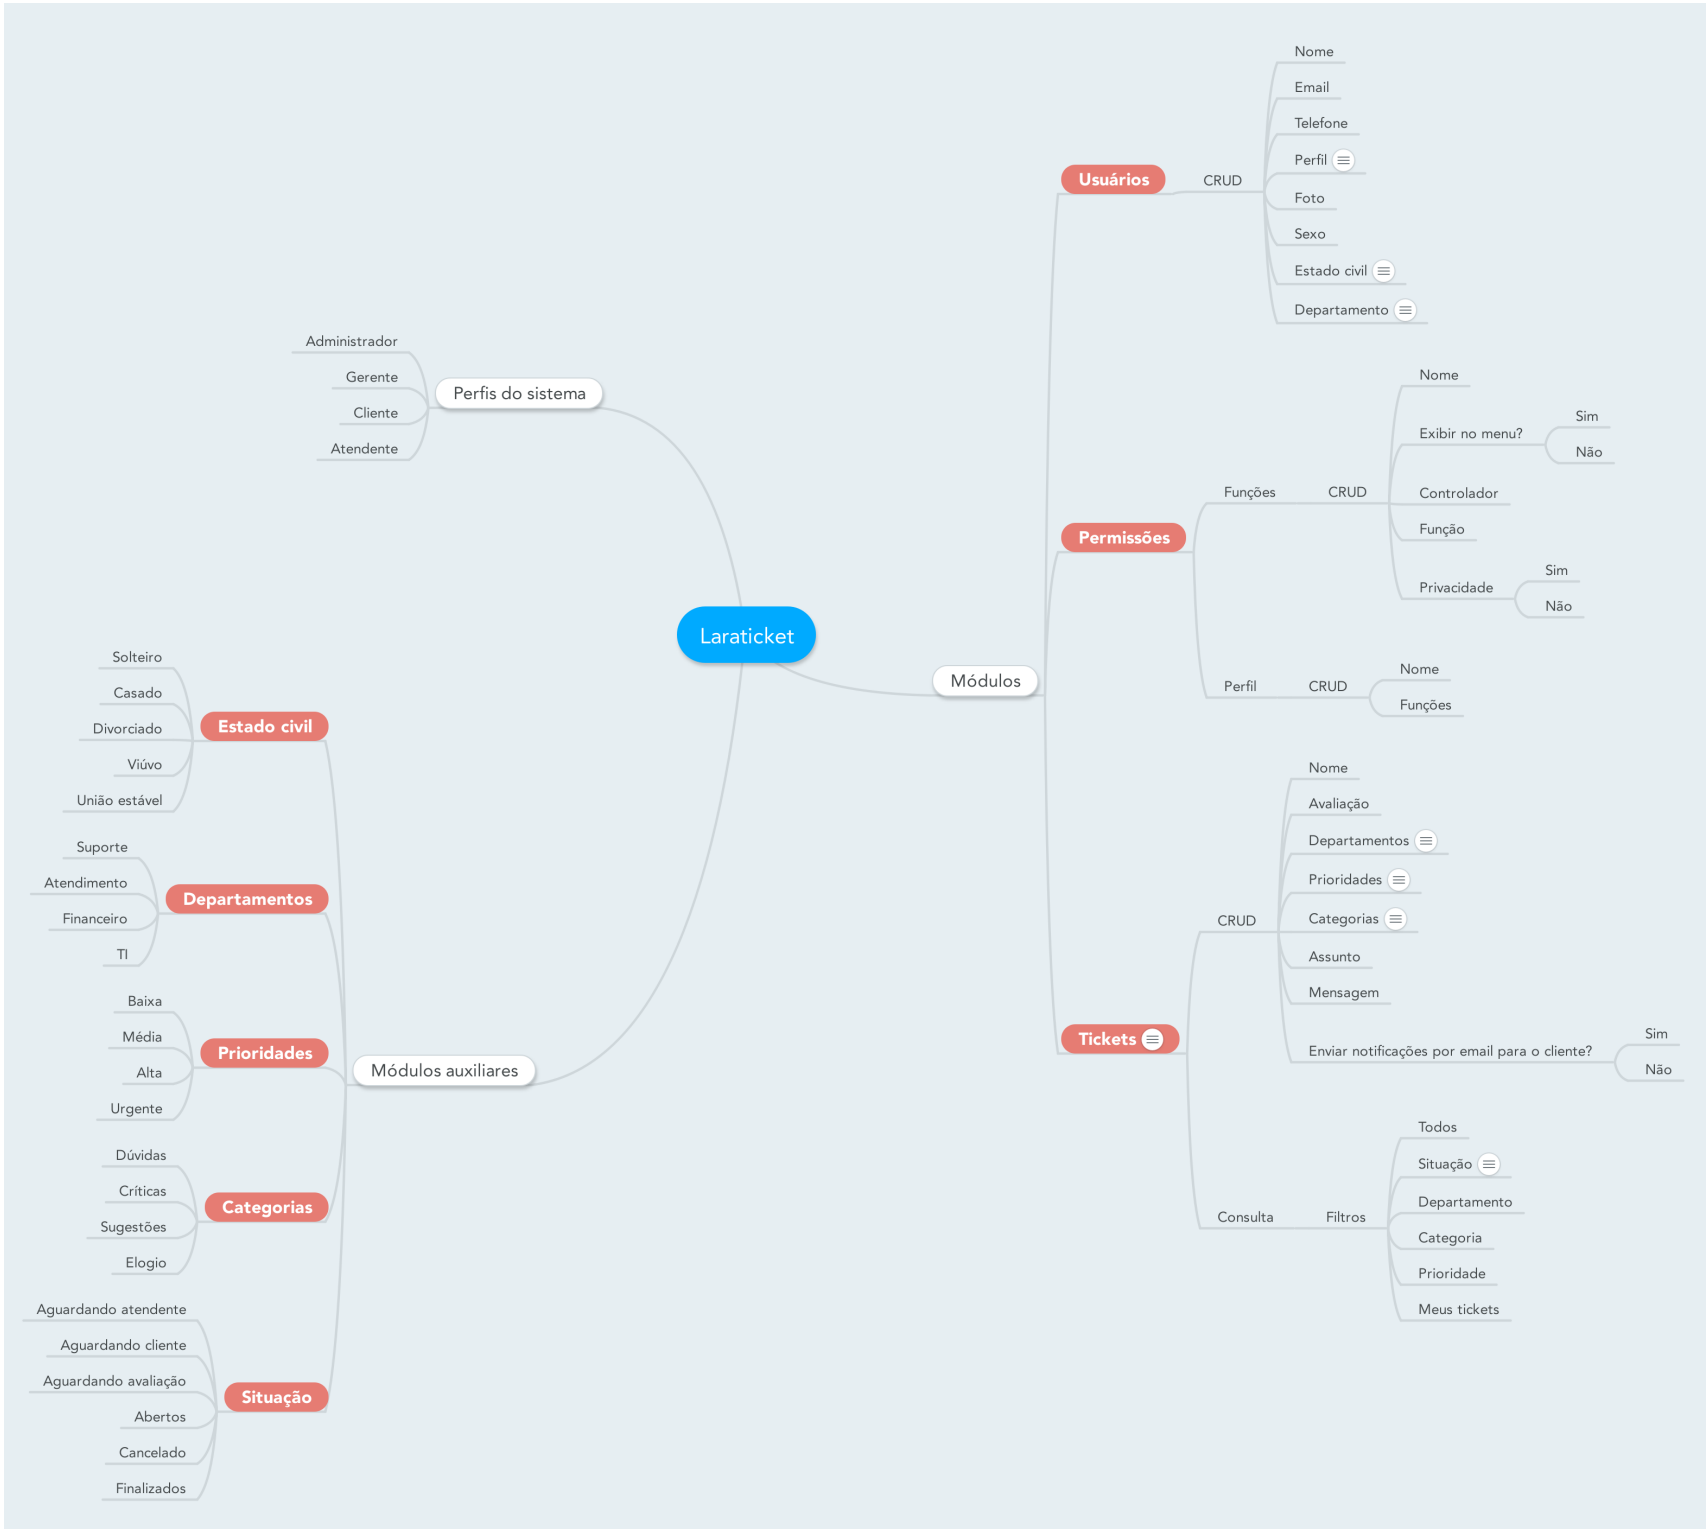 Laraticket
Perfis do sistema
Administrador
Gerente
Cliente
Atendente
Módulos auxiliares
Estado civil
Solteiro
Casado
Divorciado
Viúvo
União estável
Departamentos
Suporte
Atendimento
Financeiro
TI
Prioridades
Baixa
Média
Alta
Urgente
Categorias
Dúvidas
Críticas
Sugestões
Elogio
Situação
Aguardando atendente
Aguardando cliente
Aguardando avaliação
Abertos
Cancelado
Finalizados
Módulos
Usuários
CRUD
Nome
Email
Telefone
Perfil
Foto
Sexo
Estado civil
Departamento
Permissões
Funções
CRUD
Nome
Exibir no menu?
Sim
Não
Controlador
Função
Privacidade
Sim
Não
Perfil
CRUD
Nome
Funções
Tickets
CRUD
Nome
Avaliação
Departamentos
Prioridades
Categorias
Assunto
Mensagem
Enviar notificações por email para o cliente?
Sim
Não
Consulta
Filtros
Todos
Situação
Departamento
Categoria
Prioridade
Meus tickets